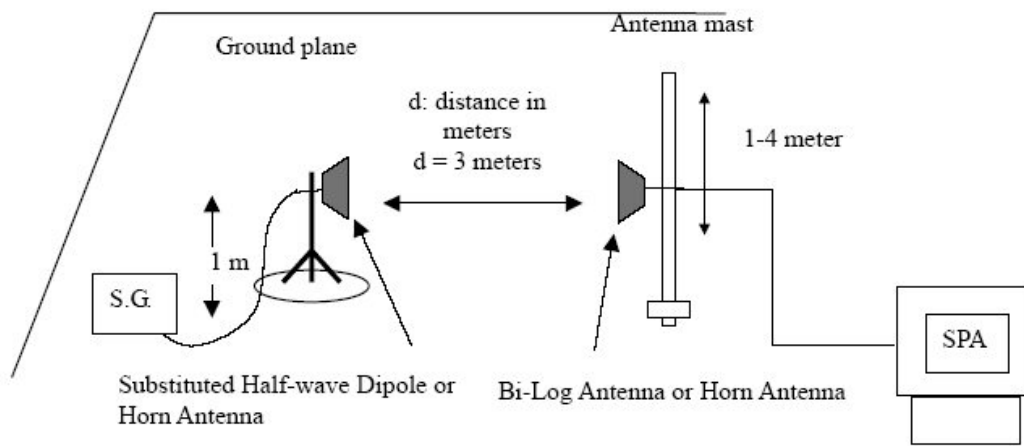 Antenna mast
Ground plane
d: distance in
meters
d = 3 meters
1-4 meter
1 m
S.G.
SPA
Substituted Half-wave Dipole or
Horn Antenna
Bi-Log Antenna or Horn Antenna